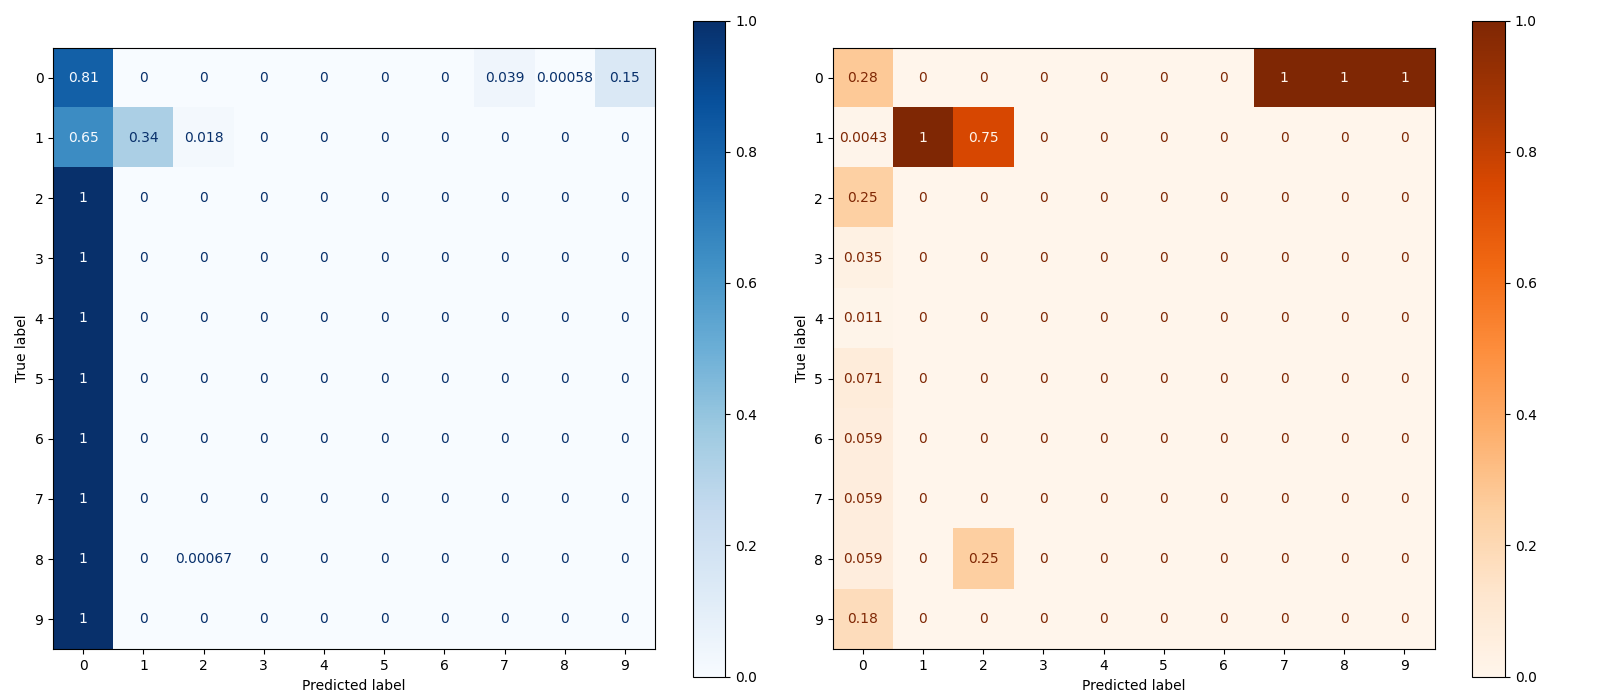 0 0.81 0 0 0 0 0 0 0.039 0.00058 0.15
1 0.65 0.34 0.018 0 0 0 0 0 0 0
2 1 0 0 0 0 0 0 0 0 0
3 1 0 0 0 0 0 0 0 0 0
4 1 0 0 0 0 0 0 0 0 0
5 1 0 0 0 0 0 0 0 0 0
6 1 0 0 0 0 0 0 0 0 0
7 1 0 0 0 0 0 0 0 0 0
8 1 0 0.00067 0 0 0 0 0 0 0
9 1 0 0 0 0 0 0 0 0 0
0 1 2 3 4 5 6 7 8 9
True label
Predicted label
1.0
0.8
0.6
0.4
0.2
0.0
0 0.28 0 0 0 0 0 0 1 1 1
1 0.0043 1 0.75 0 0 0 0 0 0 0
2 0.25 0 0 0 0 0 0 0 0 0
3 0.035 0 0 0 0 0 0 0 0 0
4 0.011 0 0 0 0 0 0 0 0 0
5 0.071 0 0 0 0 0 0 0 0 0
6 0.059 0 0 0 0 0 0 0 0 0
7 0.059 0 0 0 0 0 0 0 0 0
8 0.059 0 0.25 0 0 0 0 0 0 0
9 0.18 0 0 0 0 0 0 0 0 0
0 1 2 3 4 5 6 7 8 9
True label
Predicted label
1.0
0.8
0.6
0.4
0.2
0.0